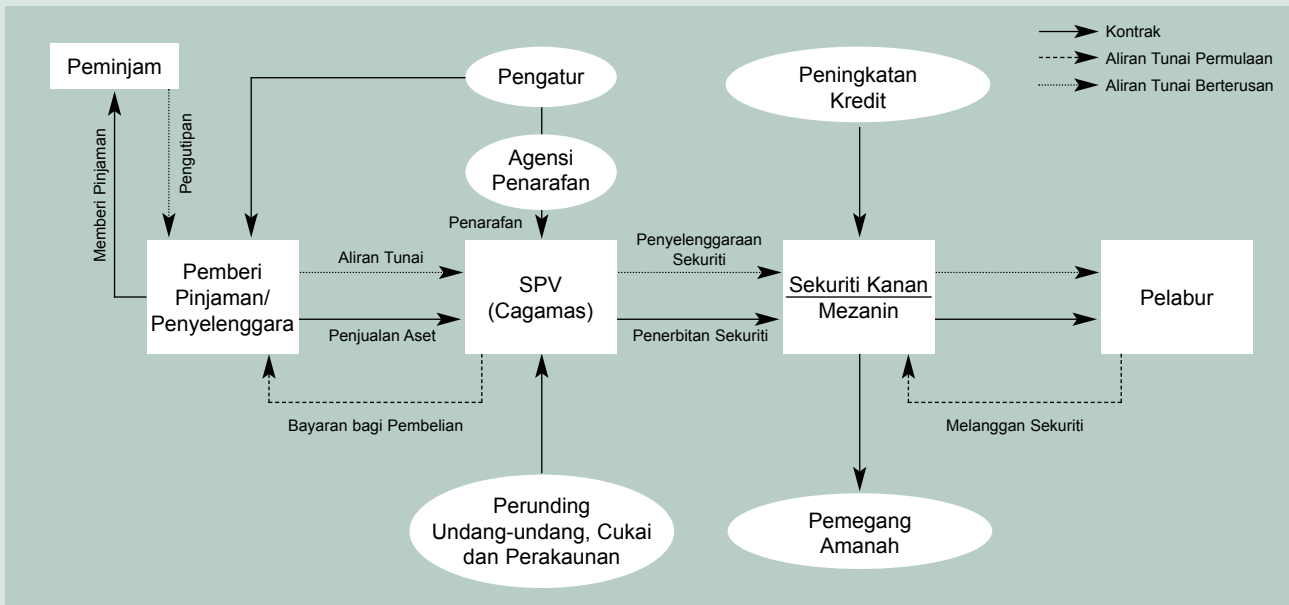 Peminjam
Pengatur
Peningkatan
Kredit
Kontrak
Aliran Tunai Permulaan
Aliran Tunai Berterusan
Memberi Pinjaman
Pengutipan
Agensi
Penarafan
Penarafan
Pemberi
Pinjaman/
Penyelenggara
Aliran Tunai
Penjualan Aset
SPV
(Cagamas)
Penyelenggaraan
Sekuriti
Penerbitan Sekuriti
Sekuriti Kanan
Mezanin
Pelabur
Bayaran bagi Pembelian
Melanggan Sekuriti
Perunding
Undang-undang, Cukai
dan Perakaunan
Pemegang
Amanah